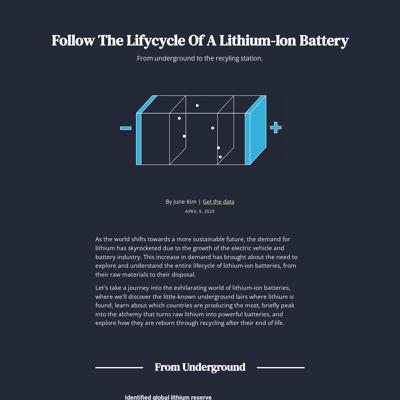 Follow The Lifycycle Of A Lithium-Ion Battery
From underground to the recyling station.
By June Kim | Get the data
APRIL 9, 2023
As the world shifts towards a more sustainable future, the demand for
lithium has skyrocketed due to the growth of the electric vehicle and
battery industry. This increase in demand has brought about the need to
explore and understand the entire lifecycle of lithium-ion batteries, from
their raw materials to their disposal.
Let's take a journey into the exhilarating world of lithium-ion batteries,
where we'll discover the little-known underground lairs where lithium is
found, learn about which countries are producing the most, briefly peak
into the alchemy that turns raw lithium into powerful batteries, and
explore how they are reborn through recycling after their end of life.
From Underground
Identified global lithium reserve